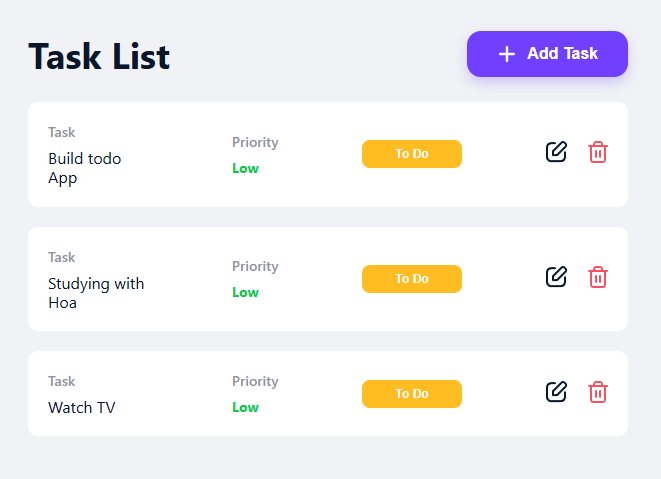 Task List
Add Task
Task
Build todo
App
Priority
Low
To Do
Task
Studying with
Hoa
Priority
Low
To Do
Task
Watch TV
Priority
Low
To Do